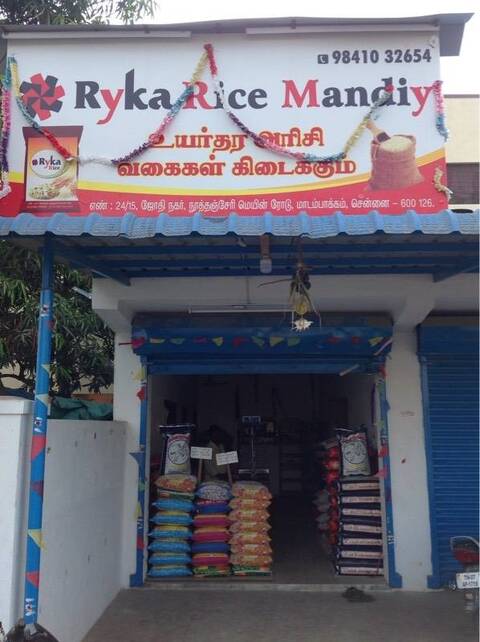 98410 32654
Ryka Rice Mandiy
உயர்தர அரிசி
வகைகள் கிடைக்கும்
Ryka
Rice
எண் : 24/15, ஜோதி நகர், நூத்தஞ்சேரி மெயின் ரோடு, மாடம்பாக்கம், சென்னை - 600 126.